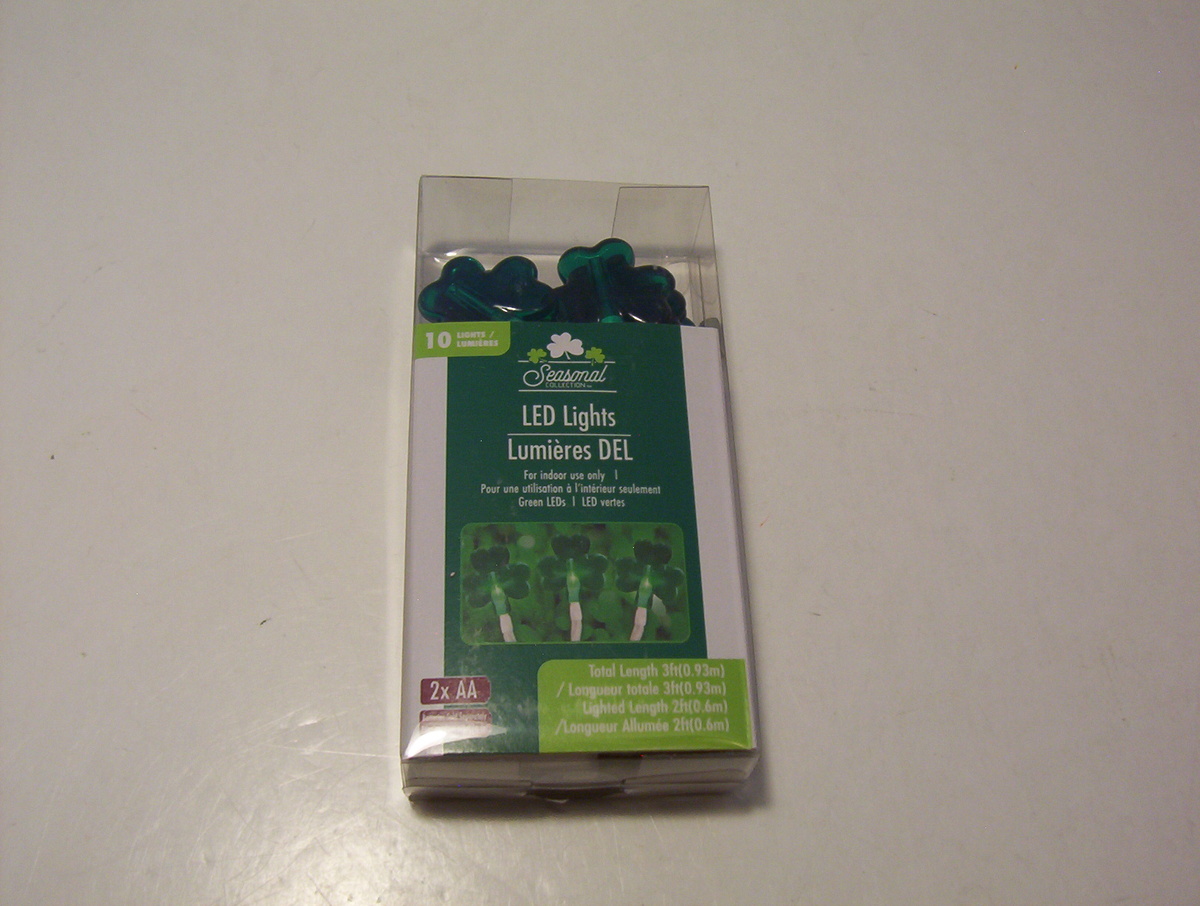 10 LIGHTS /
LUMIÈRES
Seasonal
COLLECTION
LED Lights
Lumières DEL
For indoor use only |
Pour une utilisation à l'intérieur seulement
Green LEDs | LED vertes
2x AA
Total Length 3ft(0.93m)
/ Longueur totale 3ft(0.93m)
Lighted Length 2ft(0.6m)
/Longueur Allumée 2ft(0.6m)